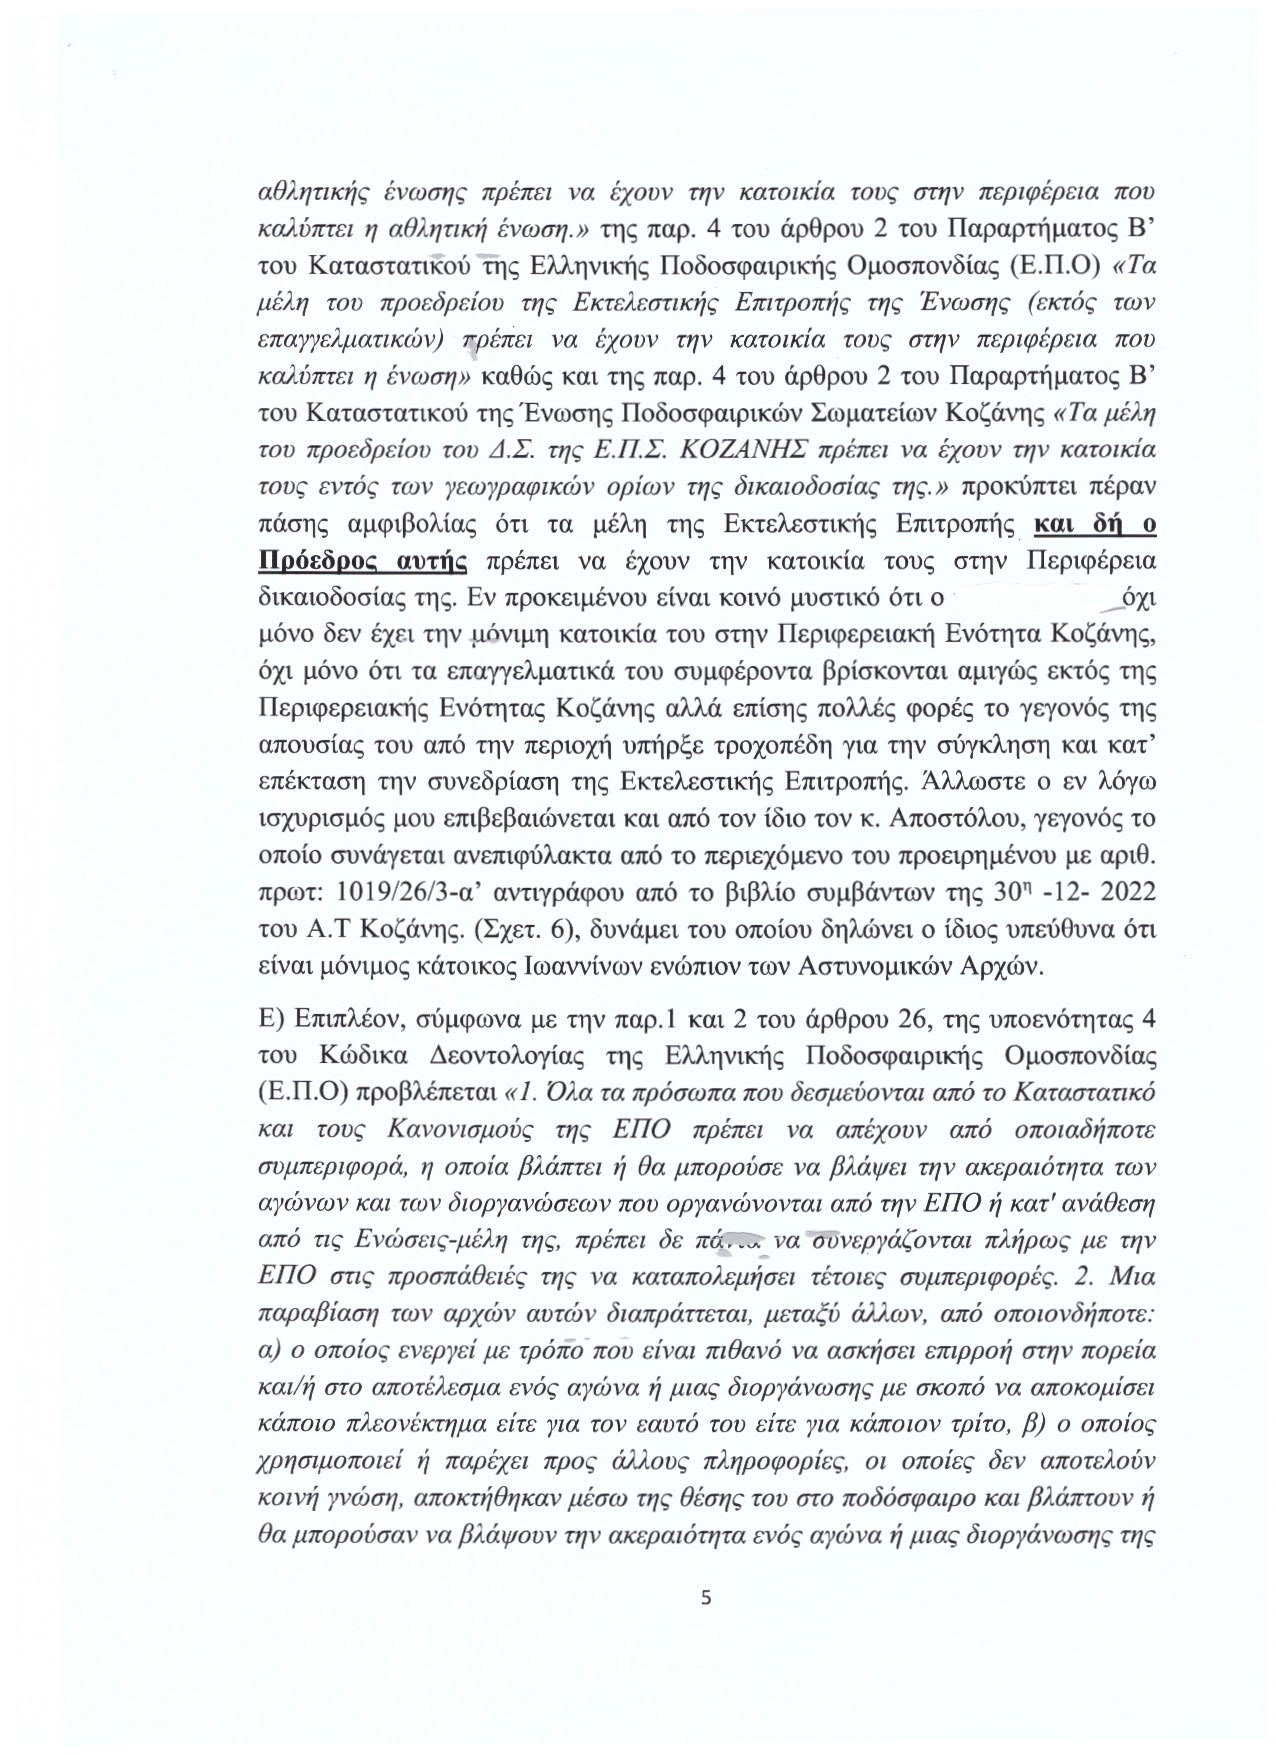 αθλητικής ένωσης πρέπει να έχουν την κατοικία τους στην περιφέρεια που
καλύπτει η αθλητική ένωση.» της παρ. 4 του άρθρου 2 του Παραρτήματος Β’
του Καταστατικού της Ελληνικής Ποδοσφαιρικής Ομοσπονδίας (Ε.Π.Ο) «Τα
μέλη του προεδρείου της Εκτελεστικής Επιτροπής της Ένωσης (εκτός των
επαγγελματικών) πρέπει να έχουν την κατοικία τους στην περιφέρεια που
καλύπτει η ένωση» καθώς και της παρ. 4 του άρθρου 2 του Παραρτήματος Β’
του Καταστατικού της Ένωσης Ποδοσφαιρικών Σωματείων Κοζάνης «Τα μέλη
του προεδρείου του Δ.Σ. της Ε.Π.Σ. ΚΟΖΑΝΗΣ πρέπει να έχουν την κατοικία
τους εντός των γεωγραφικών ορίων της δικαιοδοσίας της.» προκύπτει πέραν
πάσης αμφιβολίας ότι τα μέλη της Εκτελεστικής Επιτροπής και δή ο
Πρόεδρος αυτής πρέπει να έχουν την κατοικία τους στην Περιφέρεια
δικαιοδοσίας της. Εν προκειμένου είναι κοινό μυστικό ότι ο όχι
μόνο δεν έχει την μόνιμη κατοικία του στην Περιφερειακή Ενότητα Κοζάνης,
όχι μόνο ότι τα επαγγελματικά του συμφέροντα βρίσκονται αμιγώς εκτός της
Περιφερειακής Ενότητας Κοζάνης αλλά επίσης πολλές φορές το γεγονός της
απουσίας του από την περιοχή υπήρξε τροχοπέδη για την σύγκληση και κατ’
επέκταση την συνεδρίαση της Εκτελεστικής Επιτροπής. Άλλωστε ο εν λόγω
ισχυρισμός μου επιβεβαιώνεται και από τον ίδιο τον κ. Αποστόλου, γεγονός το
οποίο συνάγεται ανεπιφύλακτα από το περιεχόμενο του προειρημένου με αριθ.
πρωτ: 1019/26/3-α’ αντιγράφου από το βιβλίο συμβάντων της 30η -12- 2022
του Α.Τ Κοζάνης. (Σχετ. 6), δυνάμει του οποίου δηλώνει ο ίδιος υπεύθυνα ότι
είναι μόνιμος κάτοικος Ιωαννίνων ενώπιον των Αστυνομικών Αρχών.
Ε) Επιπλέον, σύμφωνα με την παρ.1 και 2 του άρθρου 26, της υποενότητας 4
του Κώδικα Δεοντολογίας της Ελληνικής Ποδοσφαιρικής Ομοσπονδίας
(Ε.Π.Ο) προβλέπεται «1. Όλα τα πρόσωπα που δεσμεύονται από το Καταστατικό
και τους Κανονισμούς της ΕΠΟ πρέπει να απέχουν από οποιαδήποτε
συμπεριφορά, η οποία βλάπτει ή θα μπορούσε να βλάψει την ακεραιότητα των
αγώνων και των διοργανώσεων που οργανώνονται από την ΕΠΟ ή κατ' ανάθεση
από τις Ενώσεις-μέλη της, πρέπει δε πάντα να συνεργάζονται πλήρως με την
ΕΠΟ στις προσπάθειές της να καταπολεμήσει τέτοιες συμπεριφορές. 2. Μια
παραβίαση των αρχών αυτών διαπράττεται, μεταξύ άλλων, από οποιονδήποτε:
α) ο οποίος ενεργεί με τρόπο που είναι πιθανό να ασκήσει επιρροή στην πορεία
και/ή στο αποτέλεσμα ενός αγώνα ή μιας διοργάνωσης με σκοπό να αποκομίσει
κάποιο πλεονέκτημα είτε για τον εαυτό του είτε για κάποιον τρίτο, β) ο οποίος
χρησιμοποιεί ή παρέχει προς άλλους πληροφορίες, οι οποίες δεν αποτελούν
κοινή γνώση, αποκτήθηκαν μέσω της θέσης του στο ποδόσφαιρο και βλάπτουν ή
θα μπορούσαν να βλάψουν την ακεραιότητα ενός αγώνα ή μιας διοργάνωσης της
5